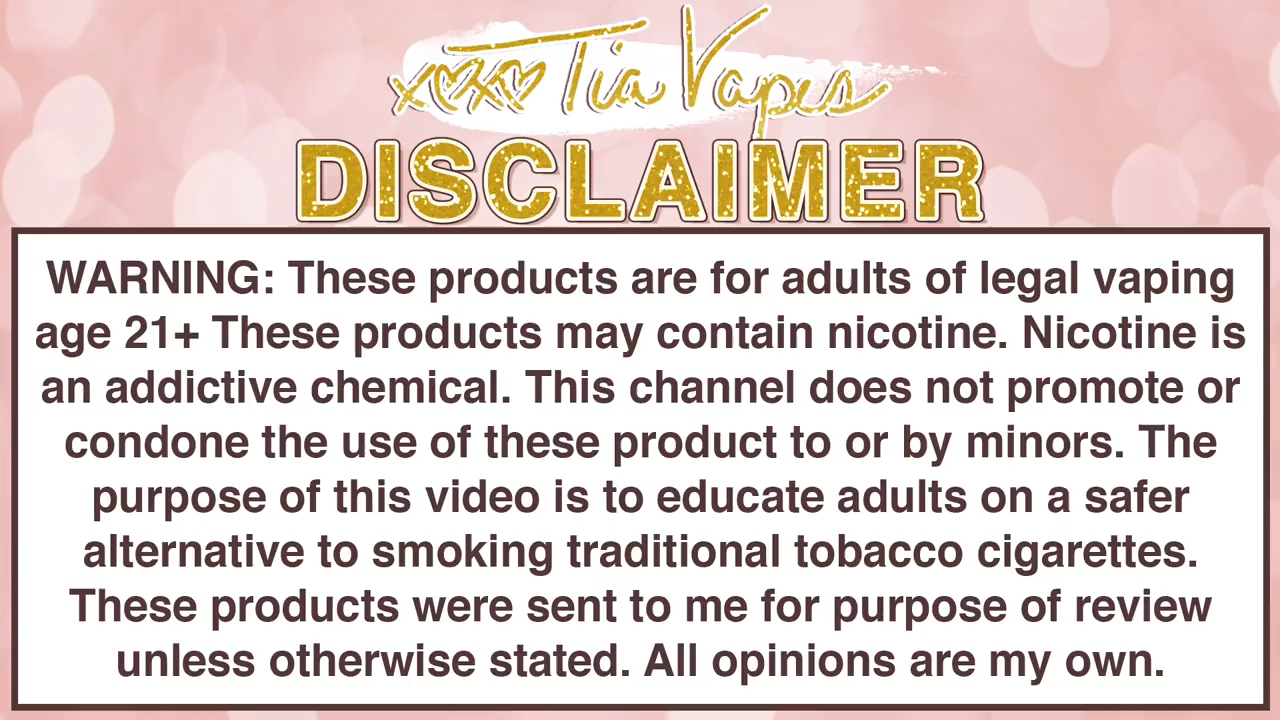 xoxo Tia Vapes
DISCLAIMER
WARNING: These products are for adults of legal vaping
age 21+ These products may contain nicotine. Nicotine is
an addictive chemical. This channel does not promote or
condone the use of these product to or by minors. The
purpose of this video is to educate adults on a safer
alternative to smoking traditional tobacco cigarettes.
These products were sent to me for purpose of review
unless otherwise stated. All opinions are my own.